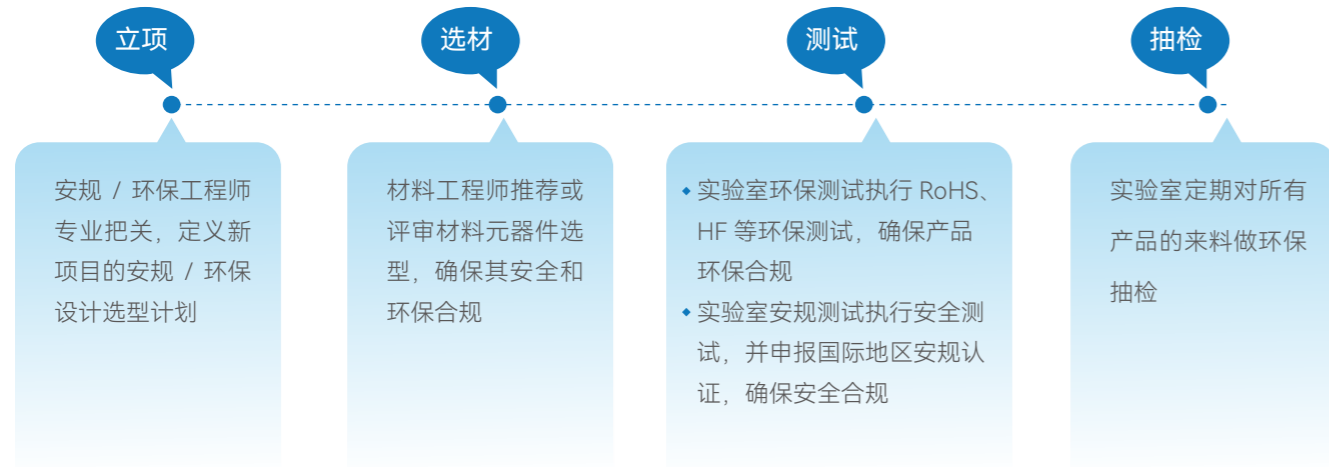 立项
安规 / 环保工程师
专业把关，定义新
项目的安规 / 环保
设计选型计划
选材
材料工程师推荐或
评审材料元器件选
型，确保其安全和
环保合规
测试
实验室环保测试执行 RoHS、
HF 等环保测试，确保产品
环保合规
实验室安规测试执行安全测
试，并申报国际地区安规认
证，确保安全合规
抽检
实验室定期对所有
产品的来料做环保
抽检